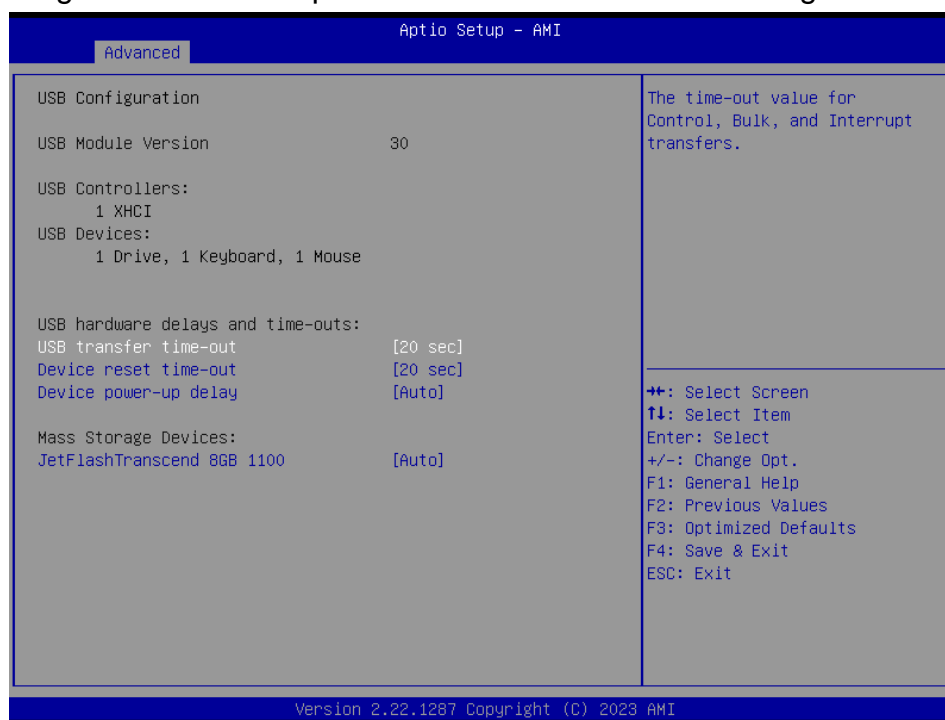 Aptio Setup – AMI
Advanced
USB Configuration
USB Module Version 30
USB Controllers:
1 XHCI
USB Devices:
1 Drive, 1 Keyboard, 1 Mouse
USB hardware delays and time-outs:
USB transfer time-out [20 sec]
Device reset time-out [20 sec]
Device power-up delay [Auto]
Mass Storage Devices:
JetFlashTranscend 8GB 1100 [Auto]
The time-out value for
Control, Bulk, and Interrupt
transfers.
→←: Select Screen
↑↓: Select Item
Enter: Select
+/-: Change Opt.
F1: General Help
F2: Previous Values
F3: Optimized Defaults
F4: Save & Exit
ESC: Exit
Version 2.22.1287 Copyright (C) 2023 AMI